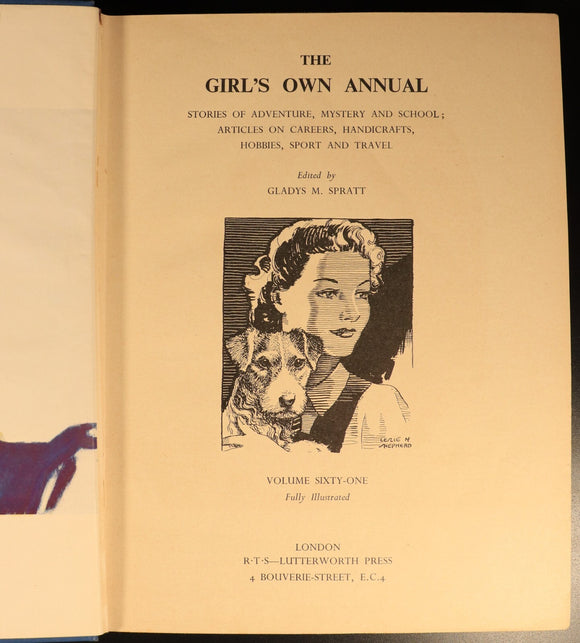 THE
GIRL'S OWN ANNUAL
STORIES OF ADVENTURE, MYSTERY AND SCHOOL;
ARTICLES ON CAREERS, HANDICRAFTS,
HOBBIES, SPORT AND TRAVEL
Edited by
GLADYS M. SPRATT
LESLIE H
SHEPHERD
VOLUME SIXTY-ONE
Fully Illustrated
LONDON
R·T·S—LUTTERWORTH PRESS
4 BOUVERIE-STREET, E.C.4